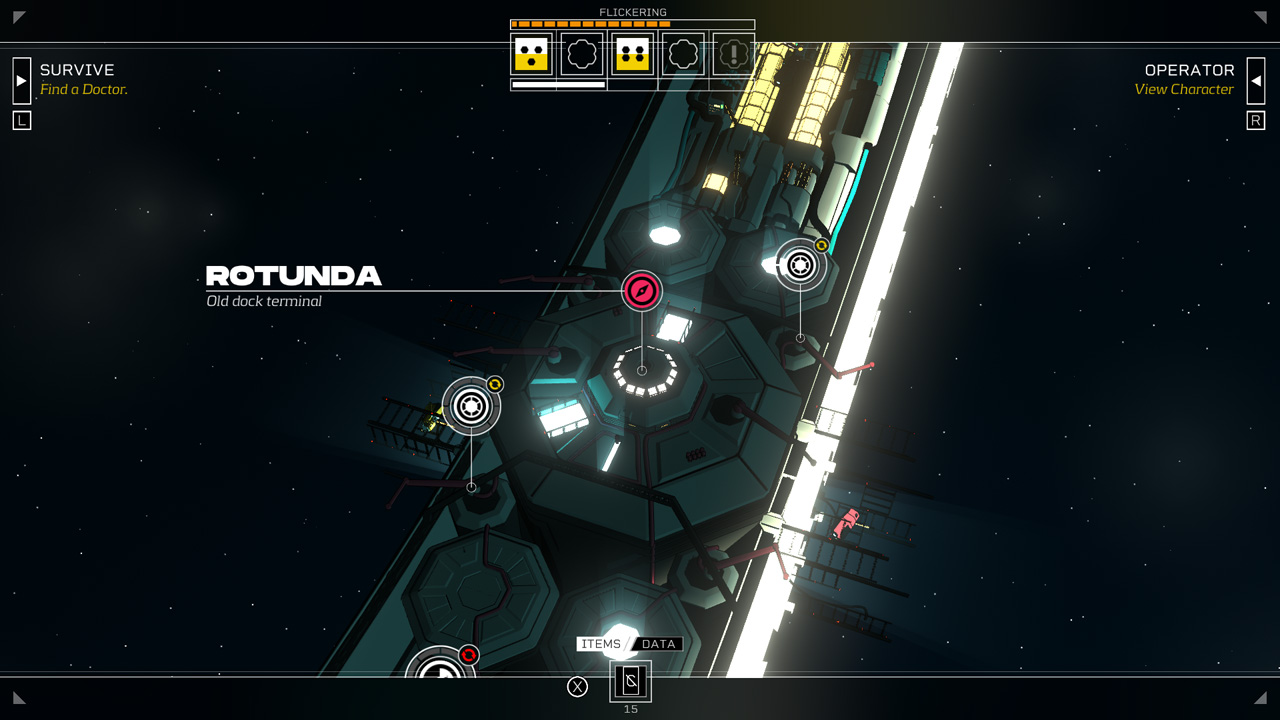 FLICKERING
SURVIVE
Find a Doctor.
L
OPERATOR
View Character
R
ROTUNDA
Old dock terminal
ITEMS
DATA
X
15